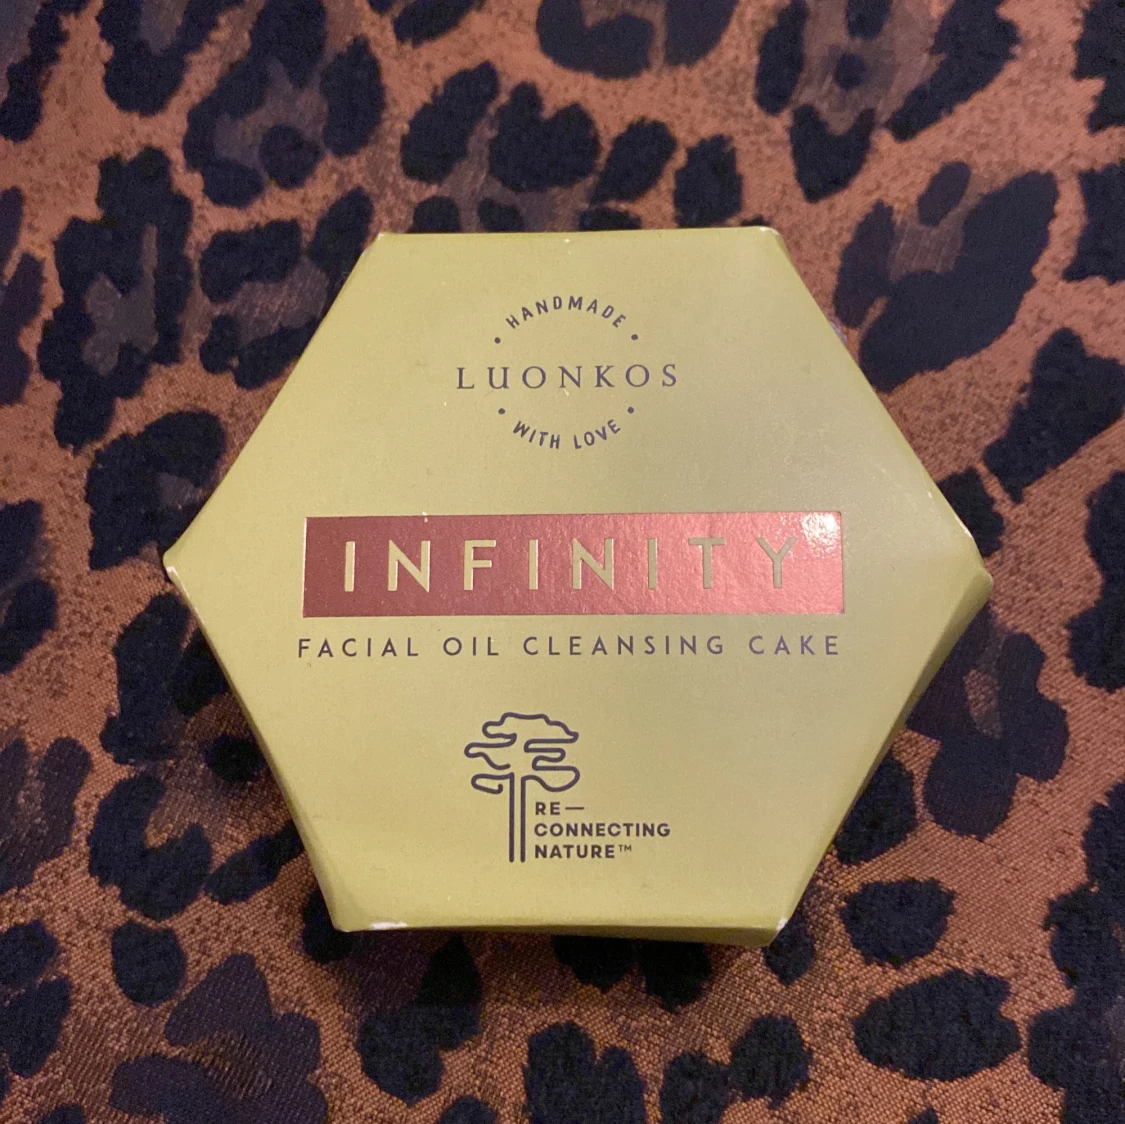 HANDMADE
LUONKOS
WITH LOVE
INFINITY
FACIAL OIL CLEANSING CAKE
RE—
CONNECTING
NATURE™